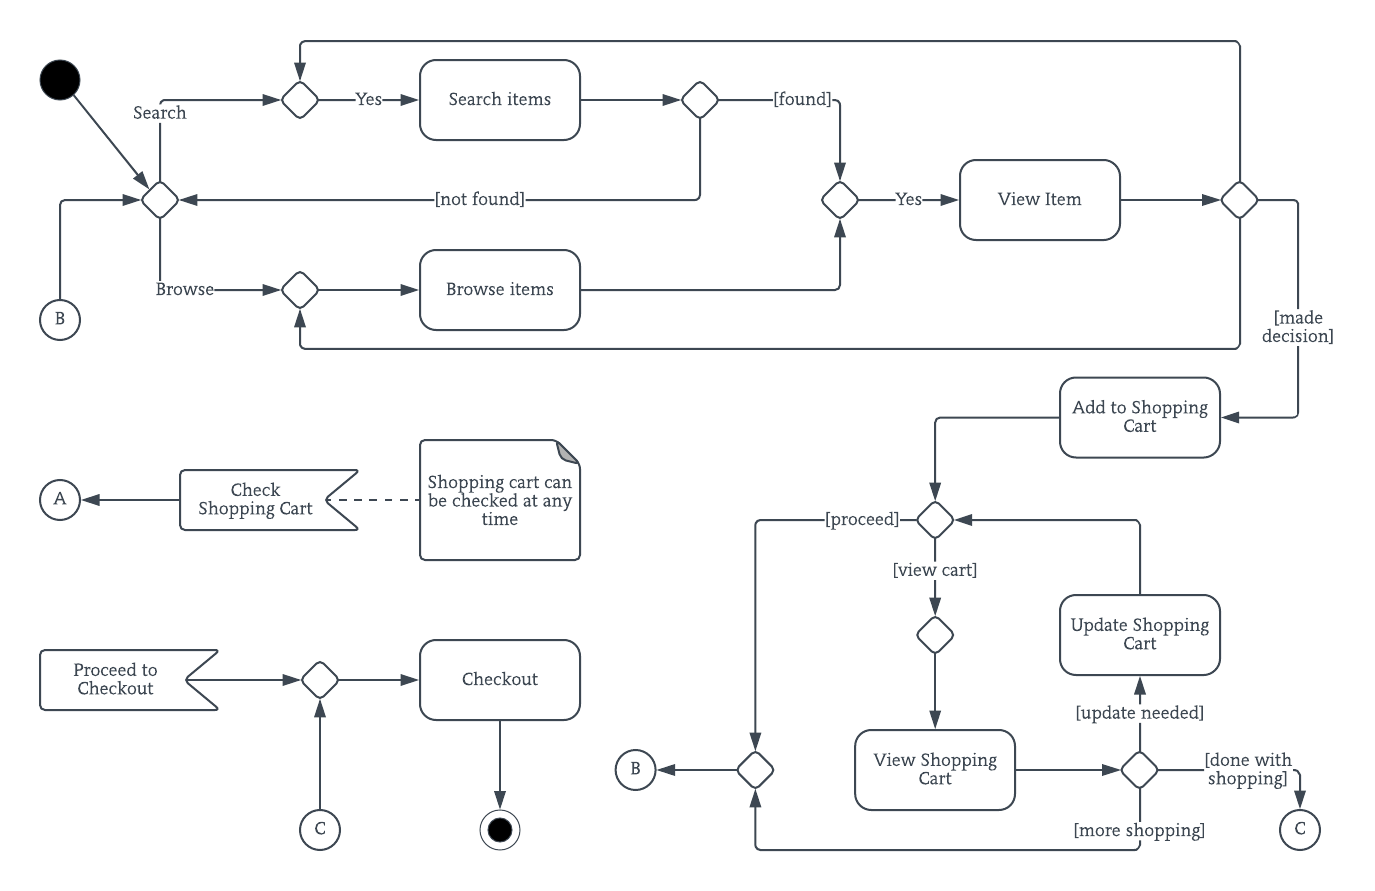 Search
Yes
Search items
[found]
[not found]
Yes
View Item
Browse
Browse items
B
[made
decision]
Add to Shopping
Cart
A
Check
Shopping Cart
Shopping cart can
be checked at any
time
[proceed]
[view cart]
Update Shopping
Cart
Proceed to
Checkout
Checkout
[update needed]
B
View Shopping
Cart
[done with
shopping]
C
[more shopping]
C